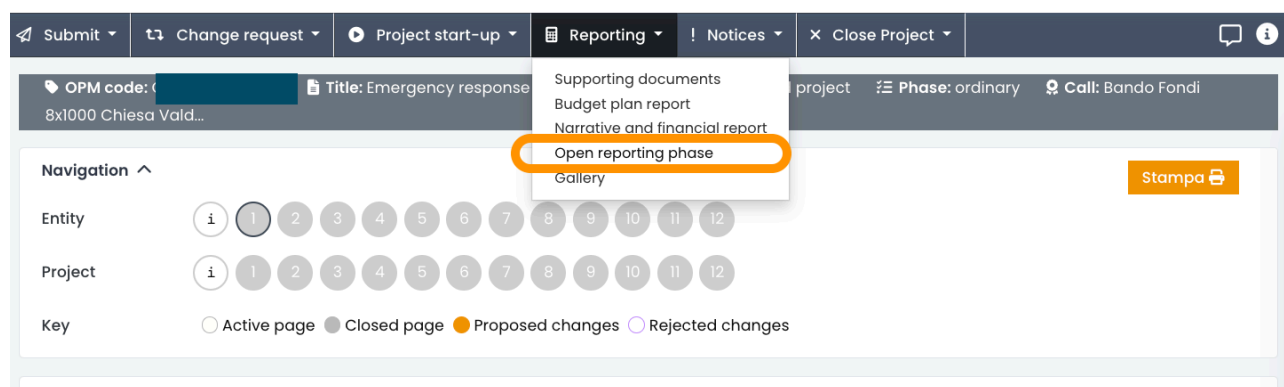 Submit Change request Project start-up Reporting ! Notices × Close Project
OPM code: Title: Emergency response project Phase: ordinary Call: Bando Fondi
8x1000 Chiesa Vald...
Supporting documents
Budget plan report
Narrative and financial report
Open reporting phase
Gallery
Navigation
Stampa
Entity i 1 2 3 4 5 6 7 8 9 10 11 12
Project i 1 2 3 4 5 6 7 8 9 10 11 12
Key Active page Closed page Proposed changes Rejected changes